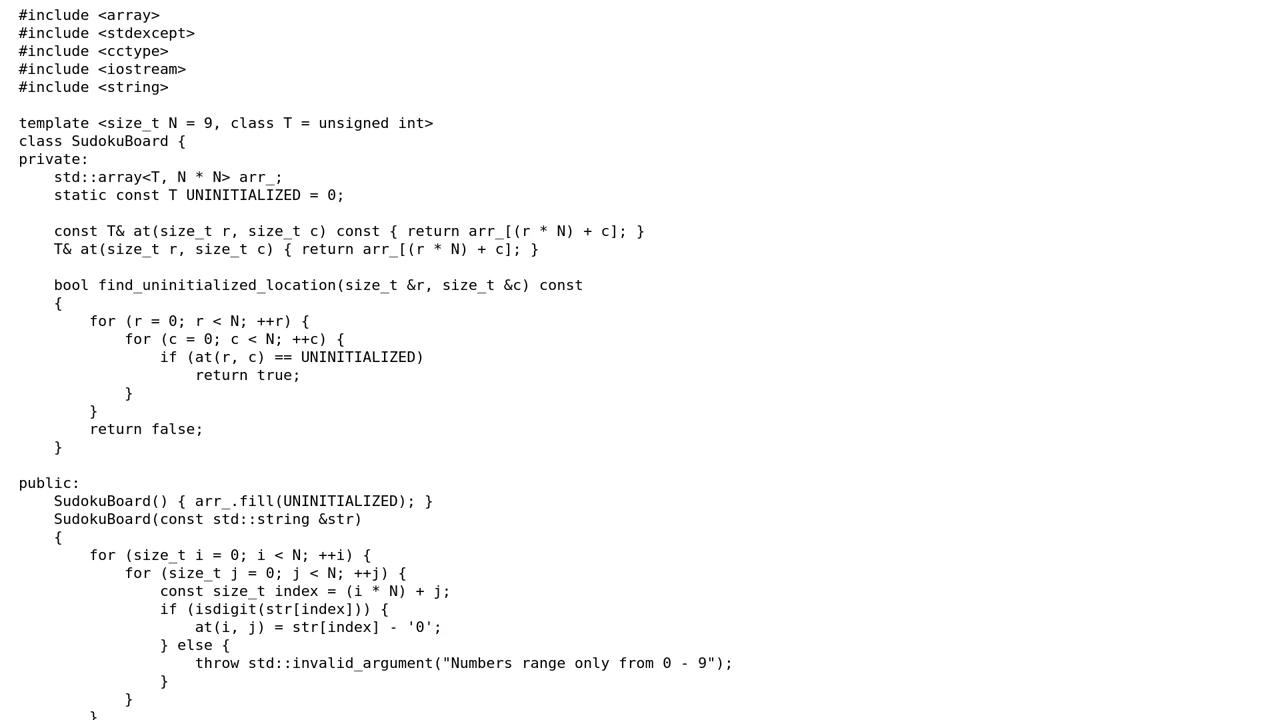 #include <array>
#include <stdexcept>
#include <cctype>
#include <iostream>
#include <string>

template <size_t N = 9, class T = unsigned int>
class SudokuBoard {
private:
    std::array<T, N * N> arr_;
    static const T UNINITIALIZED = 0;

    const T& at(size_t r, size_t c) const { return arr_[(r * N) + c]; }
    T& at(size_t r, size_t c) { return arr_[(r * N) + c]; }

    bool find_uninitialized_location(size_t &r, size_t &c) const
    {
        for (r = 0; r < N; ++r) {
            for (c = 0; c < N; ++c) {
                if (at(r, c) == UNINITIALIZED)
                    return true;
            }
        }
        return false;
    }

public:
    SudokuBoard() { arr_.fill(UNINITIALIZED); }
    SudokuBoard(const std::string &str)
    {
        for (size_t i = 0; i < N; ++i) {
            for (size_t j = 0; j < N; ++j) {
                const size_t index = (i * N) + j;
                if (isdigit(str[index])) {
                    at(i, j) = str[index] - '0';
                } else {
                    throw std::invalid_argument("Numbers range only from 0 - 9");
                }
            }
        }